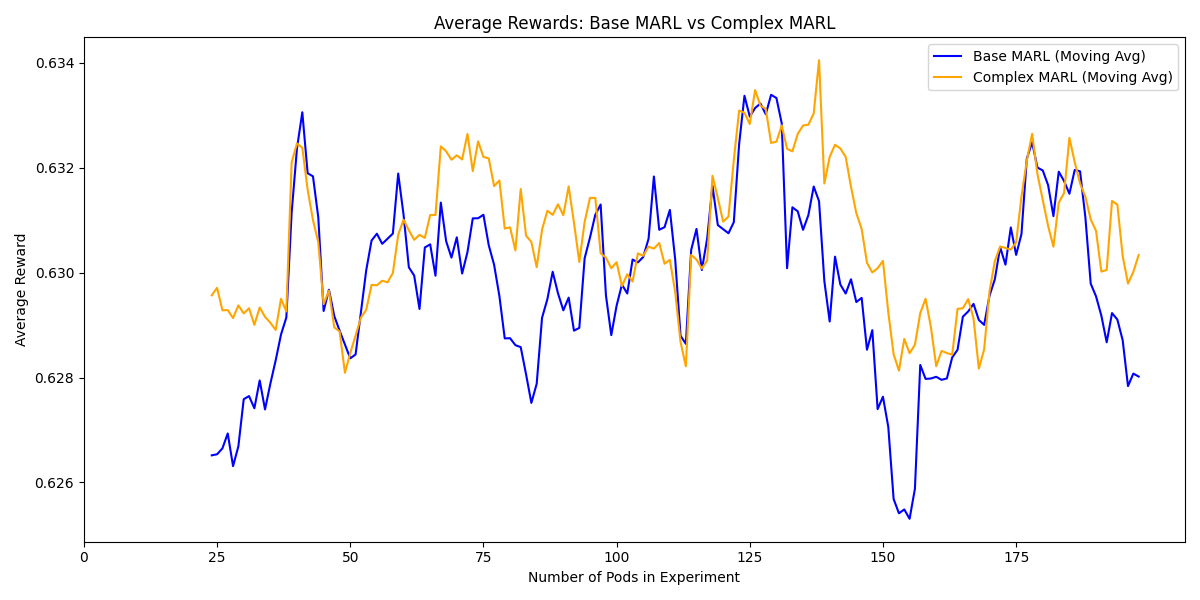 Average Rewards: Base MARL vs Complex MARL
Base MARL (Moving Avg)
Complex MARL (Moving Avg)
Average Reward
0.634
0.632
0.630
0.628
0.626
0 25 50 75 100 125 150 175
Number of Pods in Experiment